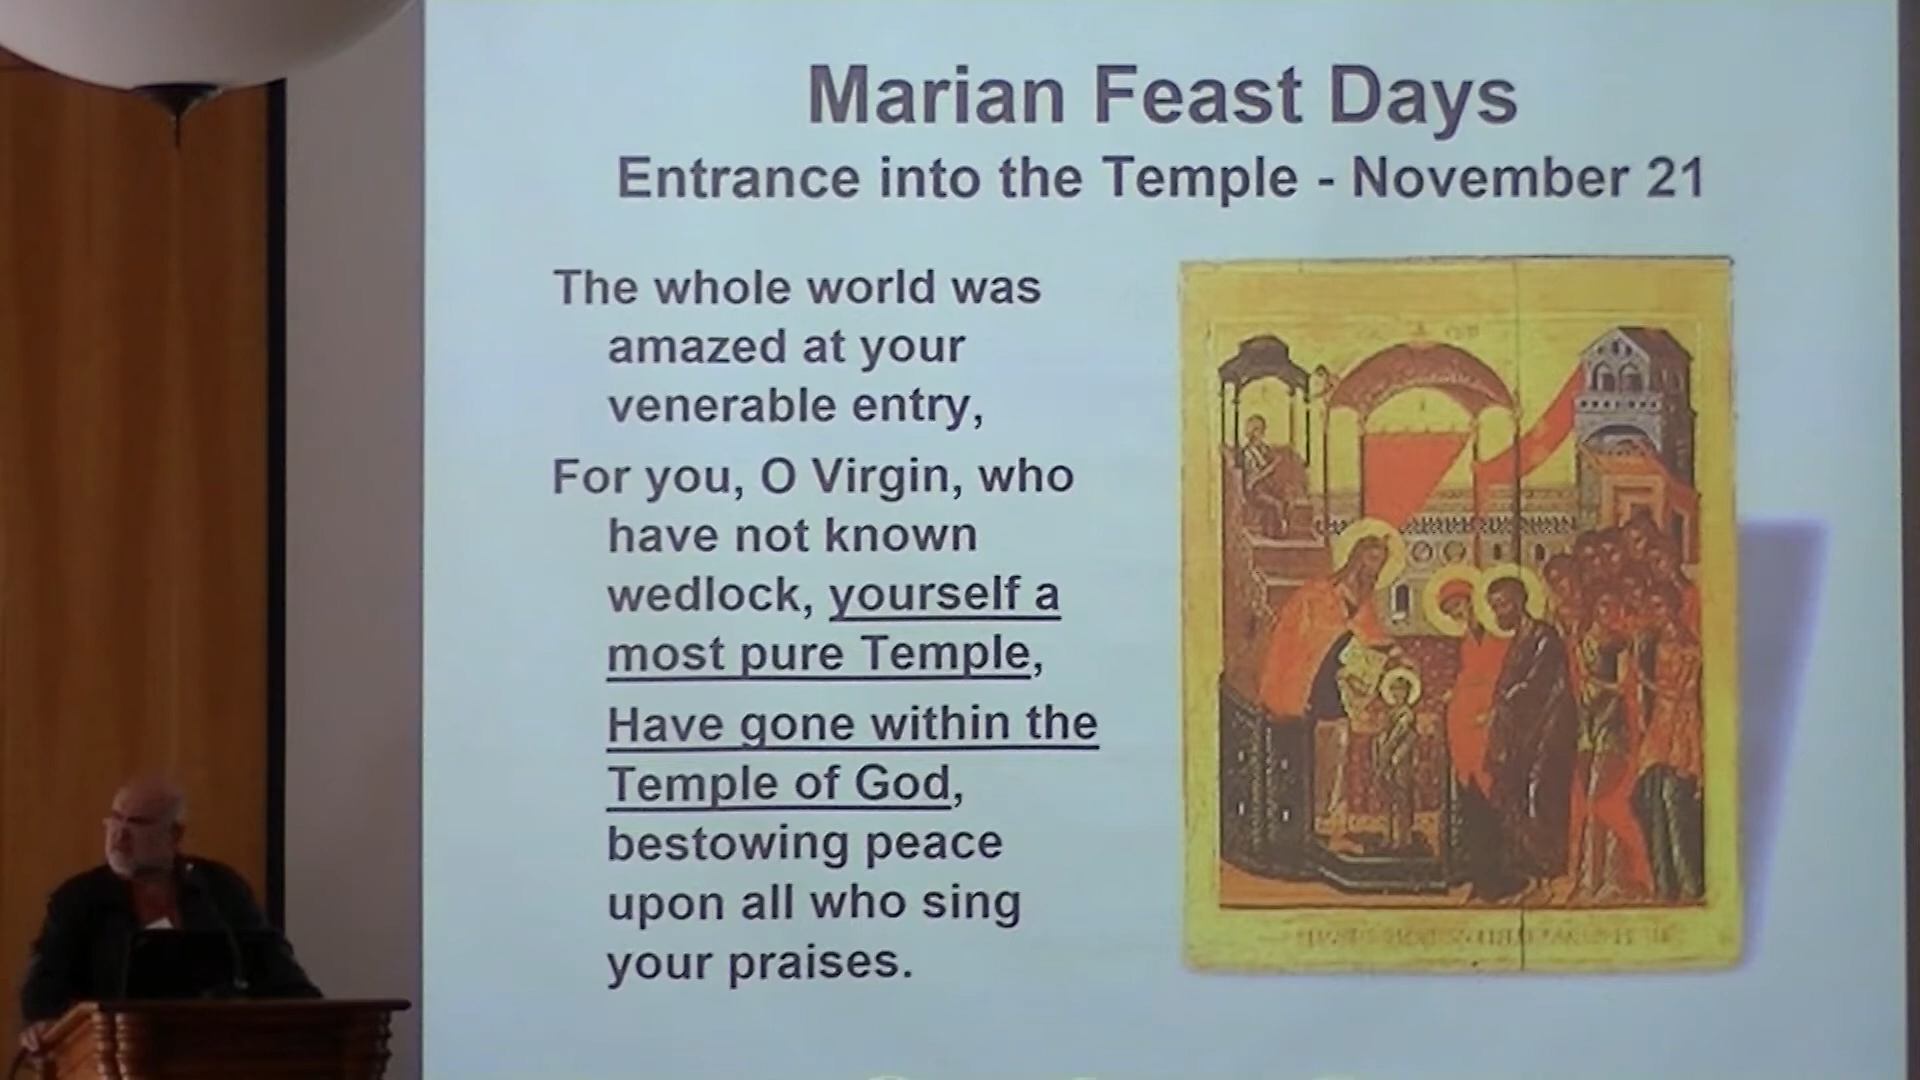 Marian Feast Days
Entrance into the Temple - November 21
The whole world was
amazed at your
venerable entry,
For you, O Virgin, who
have not known
wedlock, yourself a
most pure Temple,
Have gone within the
Temple of God,
bestowing peace
upon all who sing
your praises.